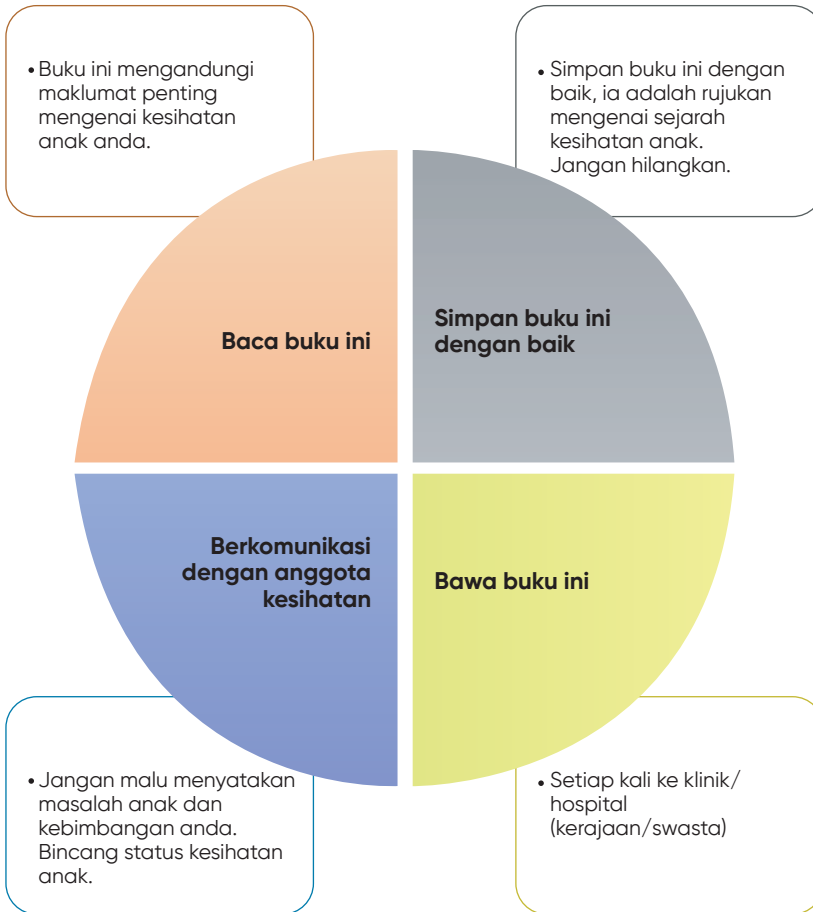 • Buku ini mengandungi
maklumat penting
mengenai kesihatan
anak anda.
• Simpan buku ini dengan
baik, ia adalah rujukan
mengenai sejarah
kesihatan anak.
Jangan hilangkan.
Baca buku ini
Simpan buku ini
dengan baik
Berkomunikasi
dengan anggota
kesihatan
Bawa buku ini
• Jangan malu menyatakan
masalah anak dan
kebimbangan anda.
Bincang status kesihatan
anak.
• Setiap kali ke klinik/
hospital
(kerajaan/swasta)